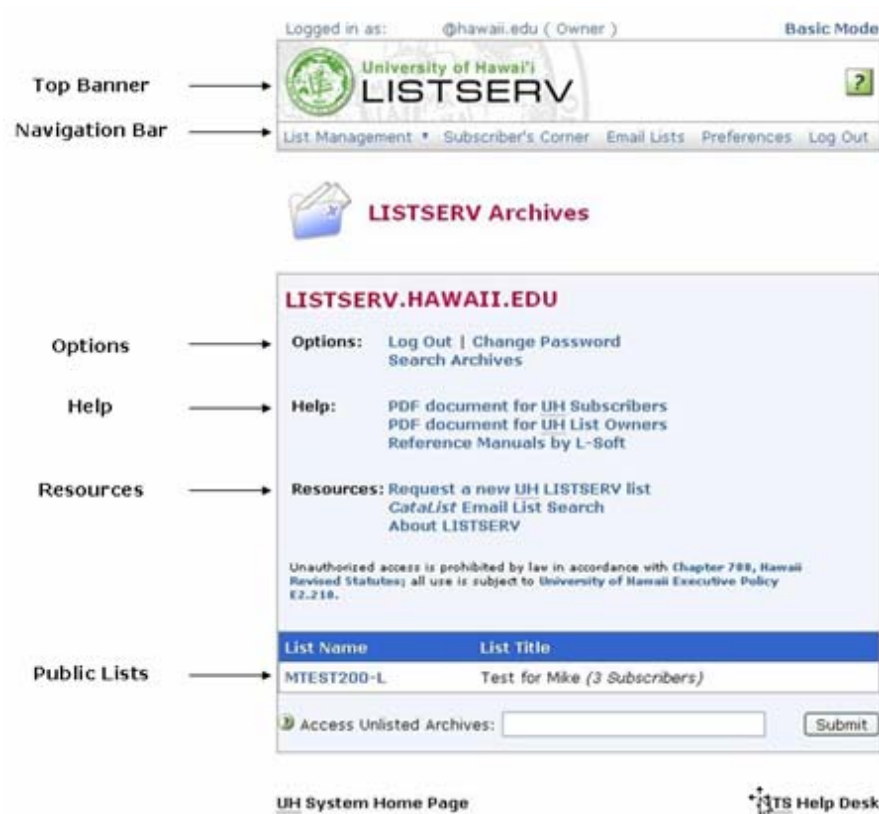 Logged in as: @hawaii.edu ( Owner ) Basic Mode
Top Banner
University of Hawai'i
LISTSERV
?
Navigation Bar
List Management ▾ Subscriber's Corner Email Lists Preferences Log Out
LISTSERV Archives
LISTSERV.HAWAII.EDU
Options
Options: Log Out | Change Password
Search Archives
Help
Help: PDF document for UH Subscribers
PDF document for UH List Owners
Reference Manuals by L-Soft
Resources
Resources: Request a new UH LISTSERV list
CataList Email List Search
About LISTSERV
Unauthorized access is prohibited by law in accordance with Chapter 708, Hawaii
Revised Statutes; all use is subject to University of Hawaii Executive Policy
E2.210.
List Name List Title
Public Lists
MTEST200-L Test for Mike (3 Subscribers)
Access Unlisted Archives: Submit
UH System Home Page ITS Help Desk